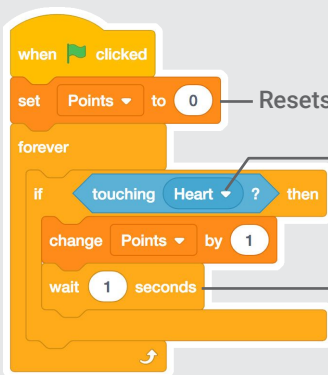 when clicked
set Points to 0
Resets
forever
if touching Heart ? then
change Points by 1
wait 1 seconds